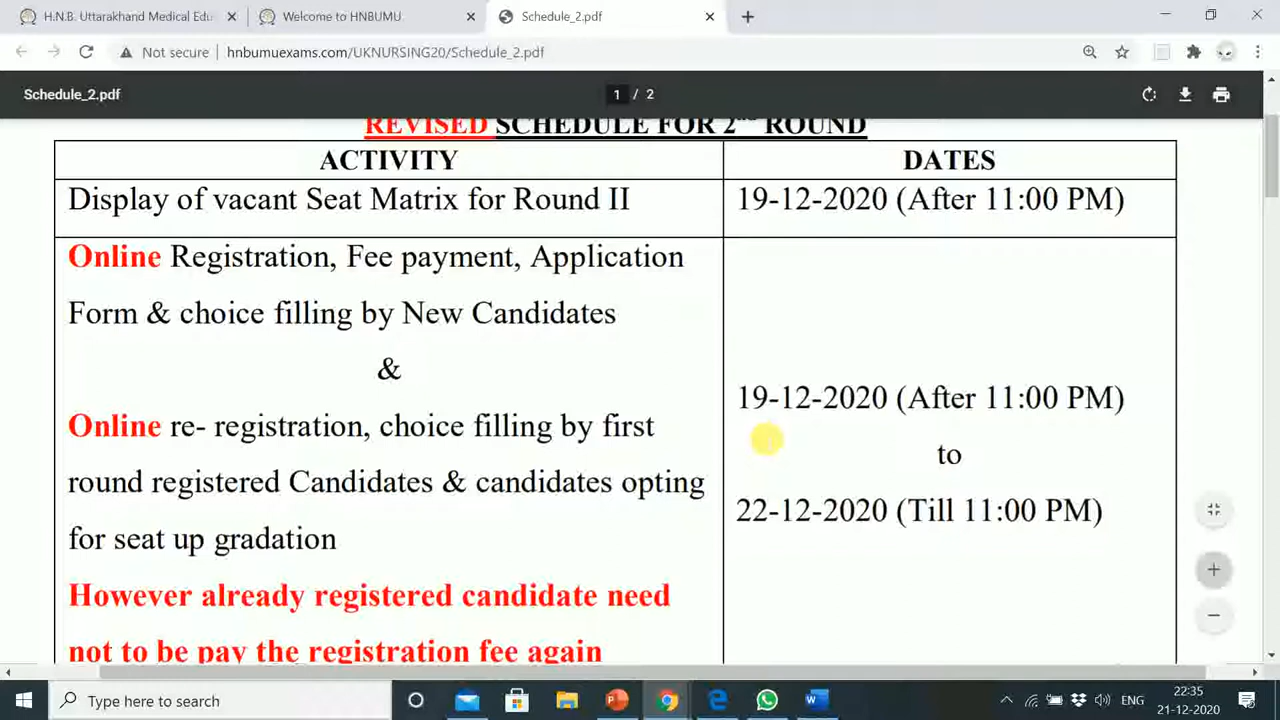 H.N.B. Uttarakhand Medical Edu
Welcome to HNBUMU
Schedule_2.pdf
Not secure
hnbumuexams.com/UKNURSING20/Schedule_2.pdf
Schedule_2.pdf
1 / 2
REVISED SCHEDULE FOR 2nd ROUND
ACTIVITY
DATES
Display of vacant Seat Matrix for Round II
19-12-2020 (After 11:00 PM)
Online Registration, Fee payment, Application
Form & choice filling by New Candidates
&
Online re- registration, choice filling by first
round registered Candidates & candidates opting
for seat up gradation
However already registered candidate need
not to be pay the registration fee again
19-12-2020 (After 11:00 PM)
to
22-12-2020 (Till 11:00 PM)
Type here to search
ENG
22:35
21-12-2020